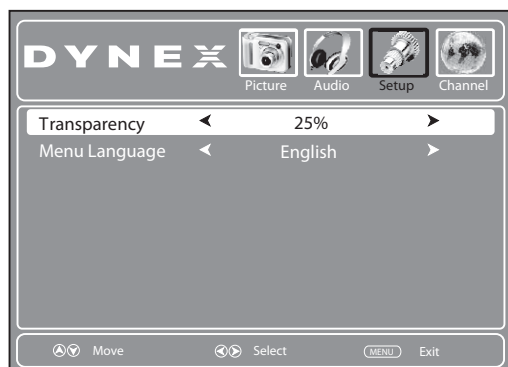 DYNEX
Picture Audio Setup Channel
Transparency 25%
Menu Language English
Move Select MENU Exit